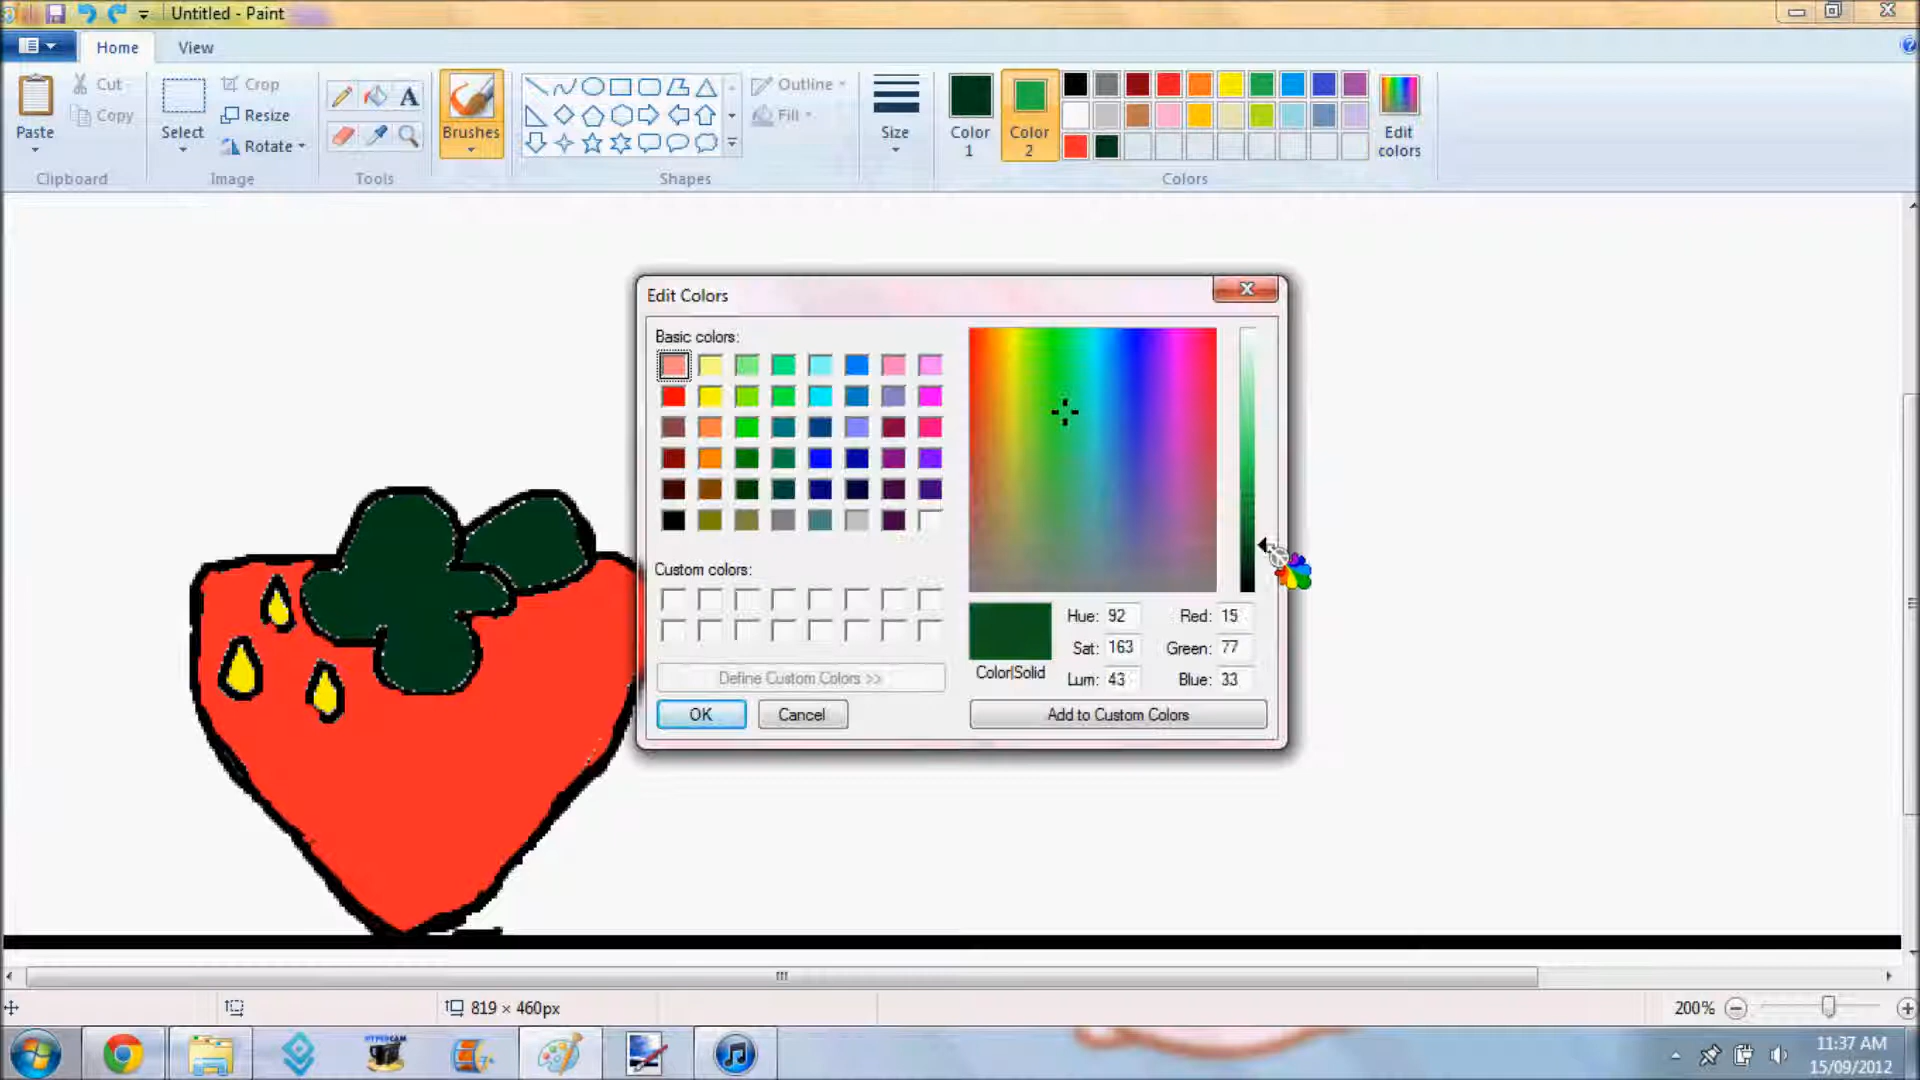 Untitled - Paint
Home View
Paste
Cut
Copy
Clipboard
Select
Crop
Resize
Rotate
Image
A
Tools
Brushes
Shapes
Outline
Fill
Size
Color 1
Color 2
Edit colors
Colors
Edit Colors
Basic colors:
Custom colors:
Define Custom Colors >>
OK Cancel
Color|Solid
Hue: 92 Red: 15
Sat: 163 Green: 77
Lum: 43 Blue: 33
Add to Custom Colors
819 × 460px
200%
HYPERCAM
11:37 AM
15/09/2012